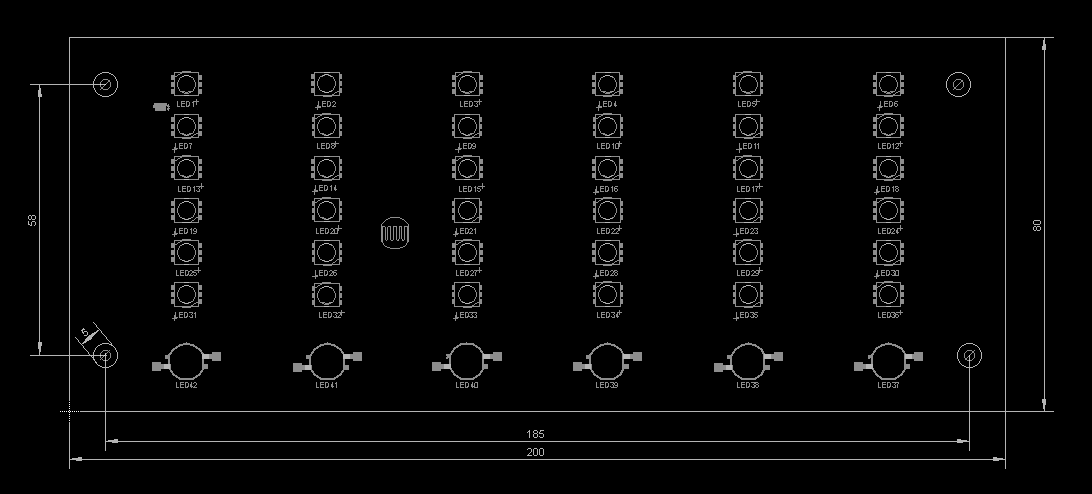 LED1 LED2 LED3 LED4 LED5 LED6
LED7 LED8 LED9 LED10 LED11 LED12
LED13 LED14 LED15 LED16 LED17 LED18
LED19 LED20 LED21 LED22 LED23 LED24
58
80
LED25 LED26 LED27 LED28 LED29 LED30
LED31 LED32 LED33 LED34 LED35 LED36
5
LED42 LED41 LED40 LED39 LED38 LED37
185
200